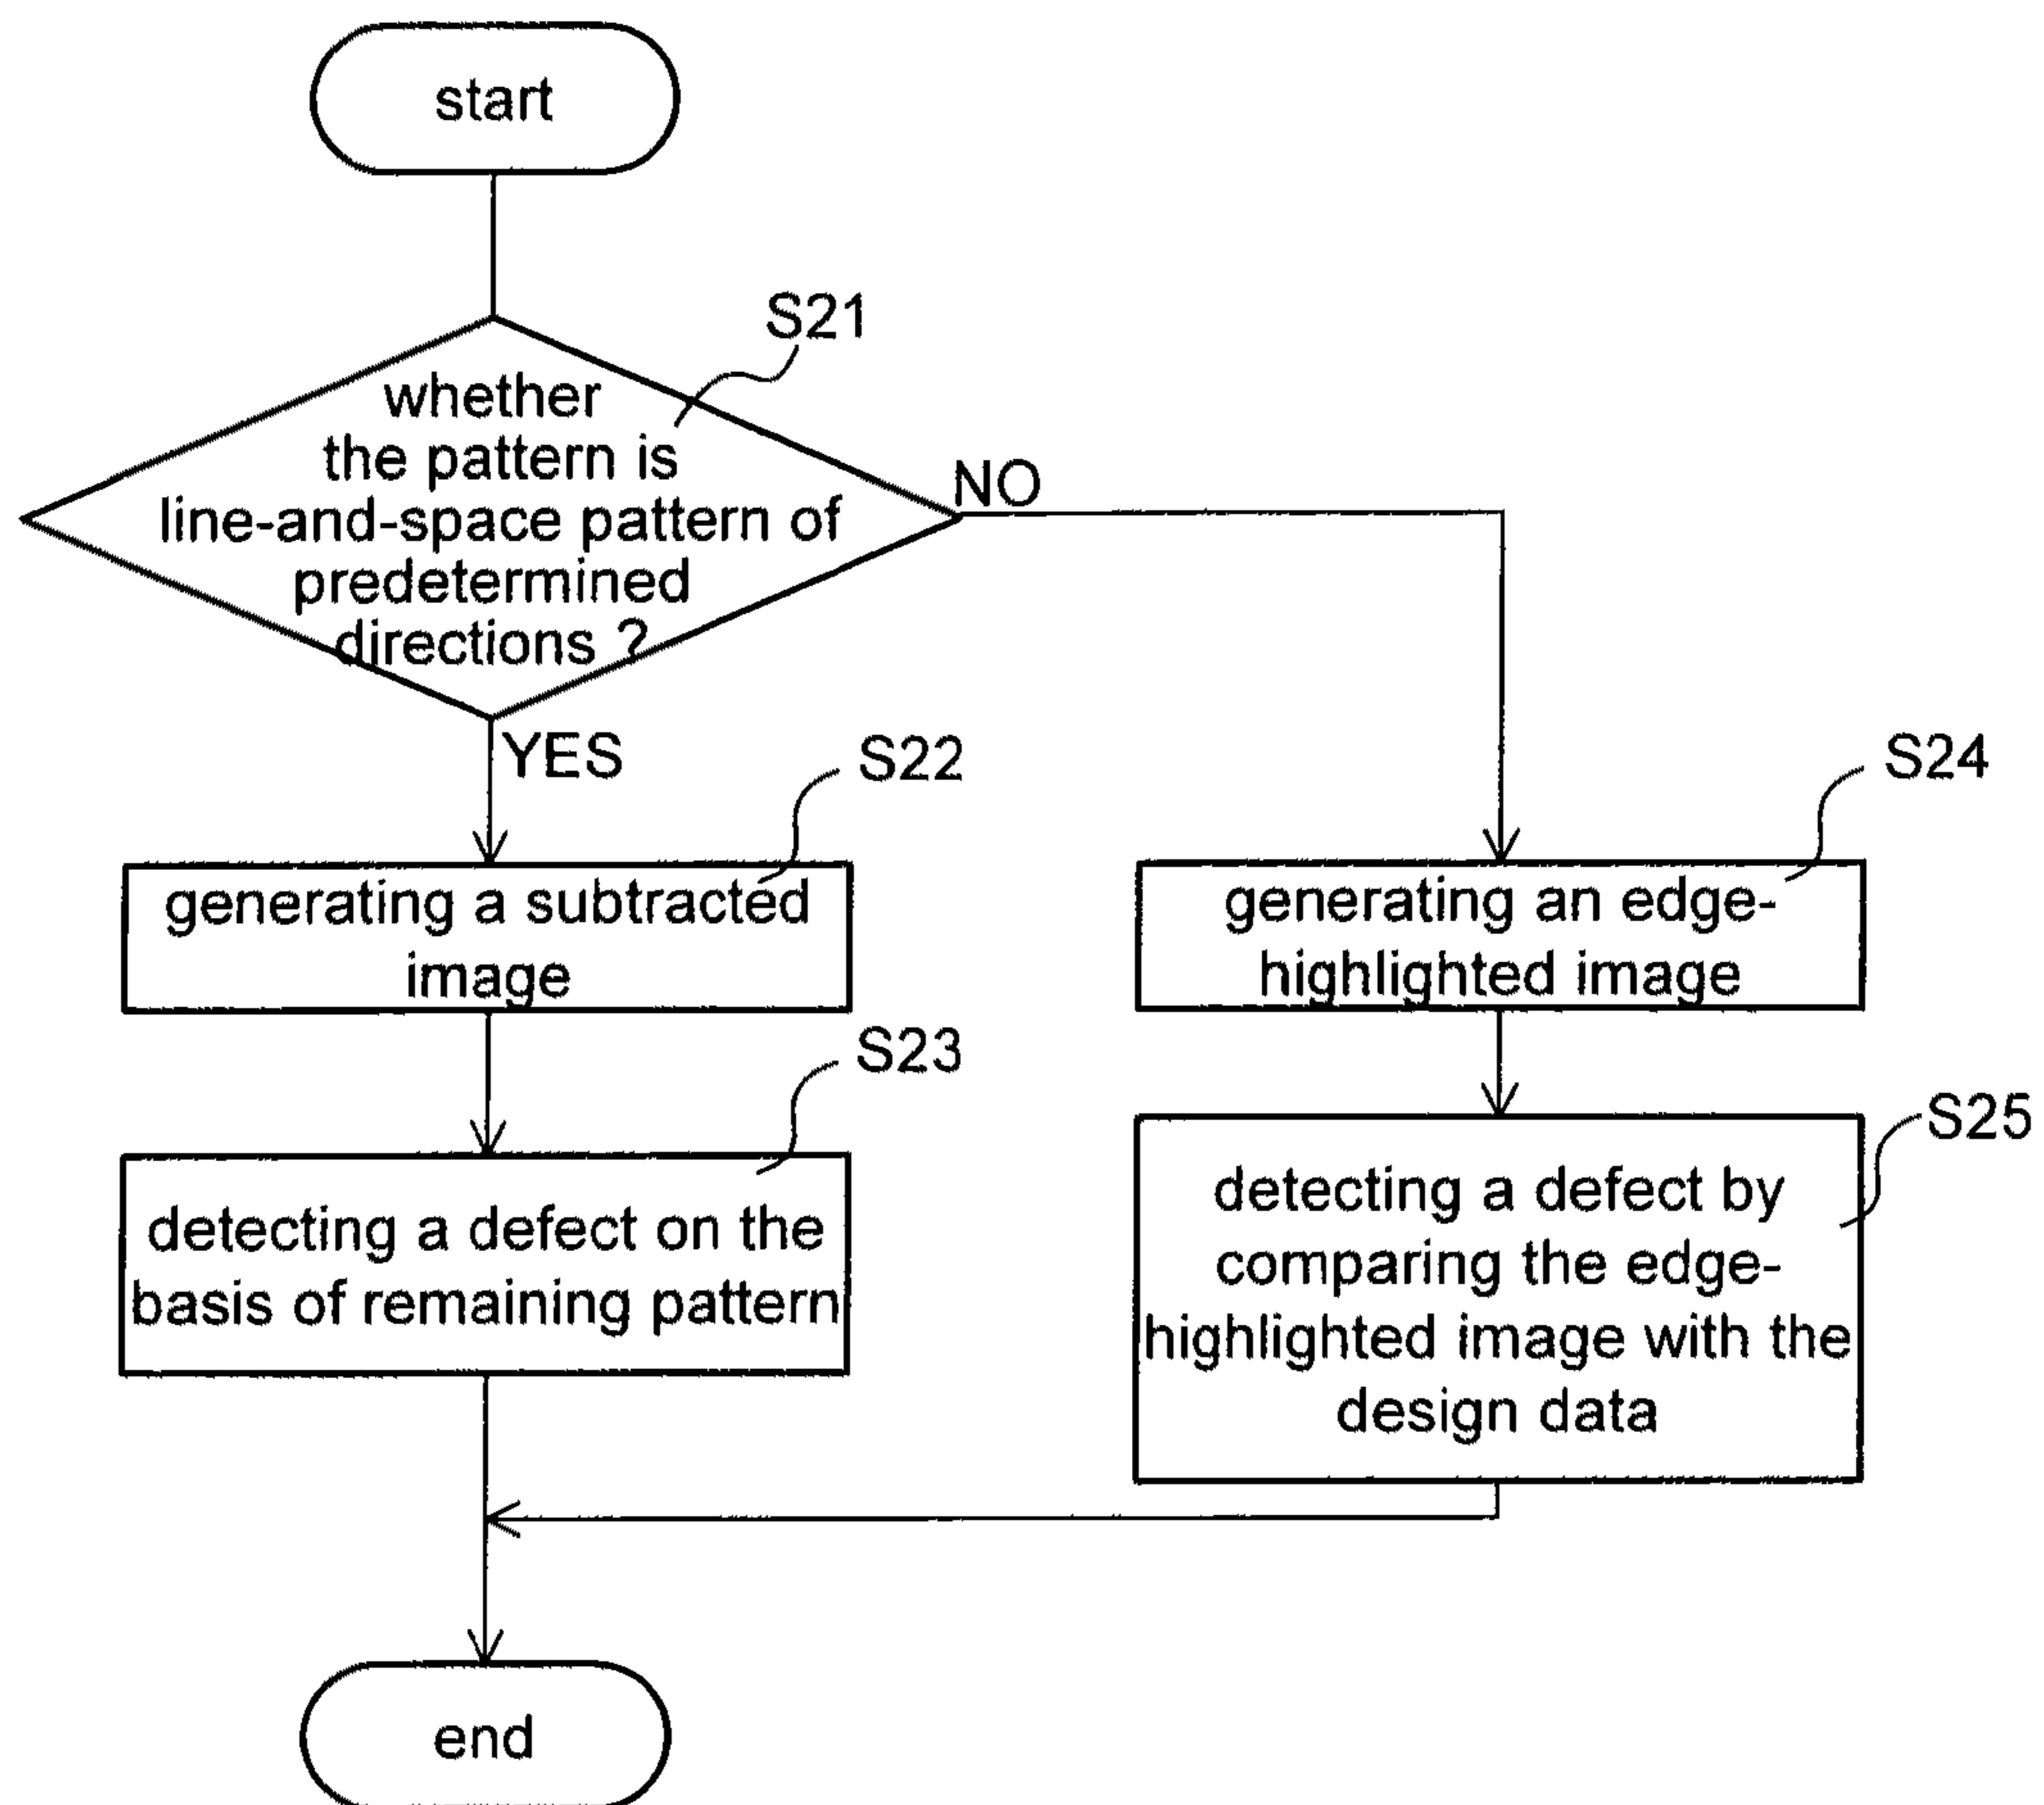 start
S21
whether
the pattern is
line-and-space pattern of
predetermined
directions ?
NO
YES
S22
generating a subtracted
image
S23
detecting a defect on the
basis of remaining pattern
S24
generating an edge-
highlighted image
S25
detecting a defect by
comparing the edge-
highlighted image with the
design data
end